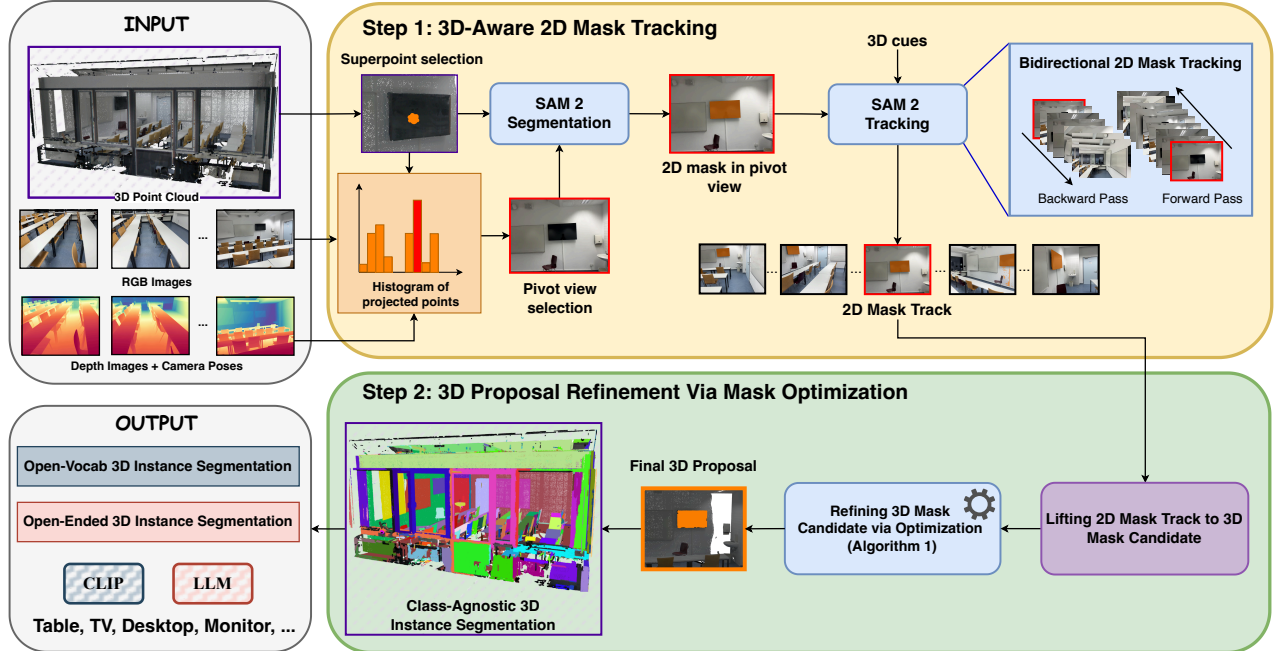 INPUT
3D Point Cloud
...
RGB Images
...
Depth Images + Camera Poses
Step 1: 3D-Aware 2D Mask Tracking
Superpoint selection
Histogram of
projected points
SAM 2
Segmentation
Pivot view
selection
2D mask in pivot
view
3D cues
SAM 2
Tracking
Bidirectional 2D Mask Tracking
Backward Pass
Forward Pass
... ... ... ...
2D Mask Track
Step 2: 3D Proposal Refinement Via Mask Optimization
Lifting 2D Mask Track to 3D
Mask Candidate
Refining 3D Mask
Candidate via Optimization
(Algorithm 1)
Final 3D Proposal
Class-Agnostic 3D
Instance Segmentation
OUTPUT
Open-Vocab 3D Instance Segmentation
Open-Ended 3D Instance Segmentation
CLIP
LLM
Table, TV, Desktop, Monitor, ...